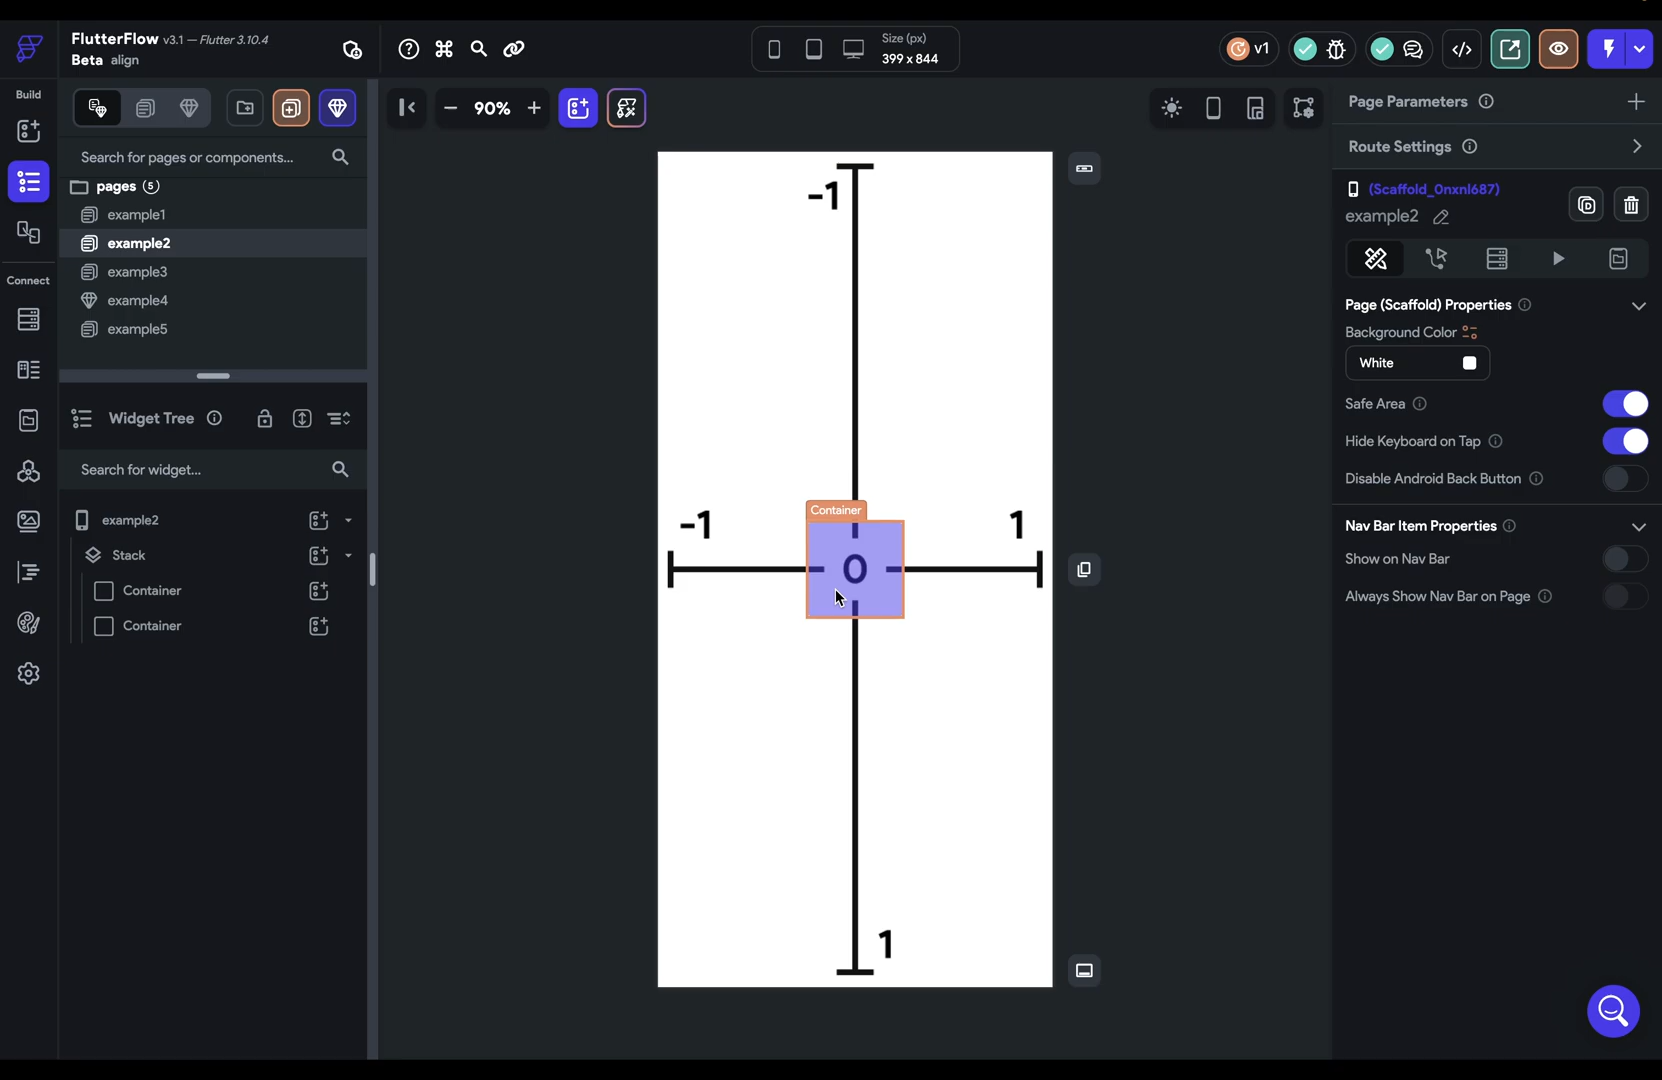 FlutterFlow v3.1 — Flutter 3.10.4
Beta align
Size (px)
399 x 844
v1
Build
90%
Page Parameters
Search for pages or components...
Route Settings
pages (5)
example1
(Scaffold_0nxnl687)
example2
example2
example3
Connect
example4
example5
Page (Scaffold) Properties
Background Color
White
Safe Area
Widget Tree
Hide Keyboard on Tap
Search for widget...
Disable Android Back Button
example2
Nav Bar Item Properties
Stack
Show on Nav Bar
Container
Always Show Nav Bar on Page
Container
-1
Container
-1
1
0
1